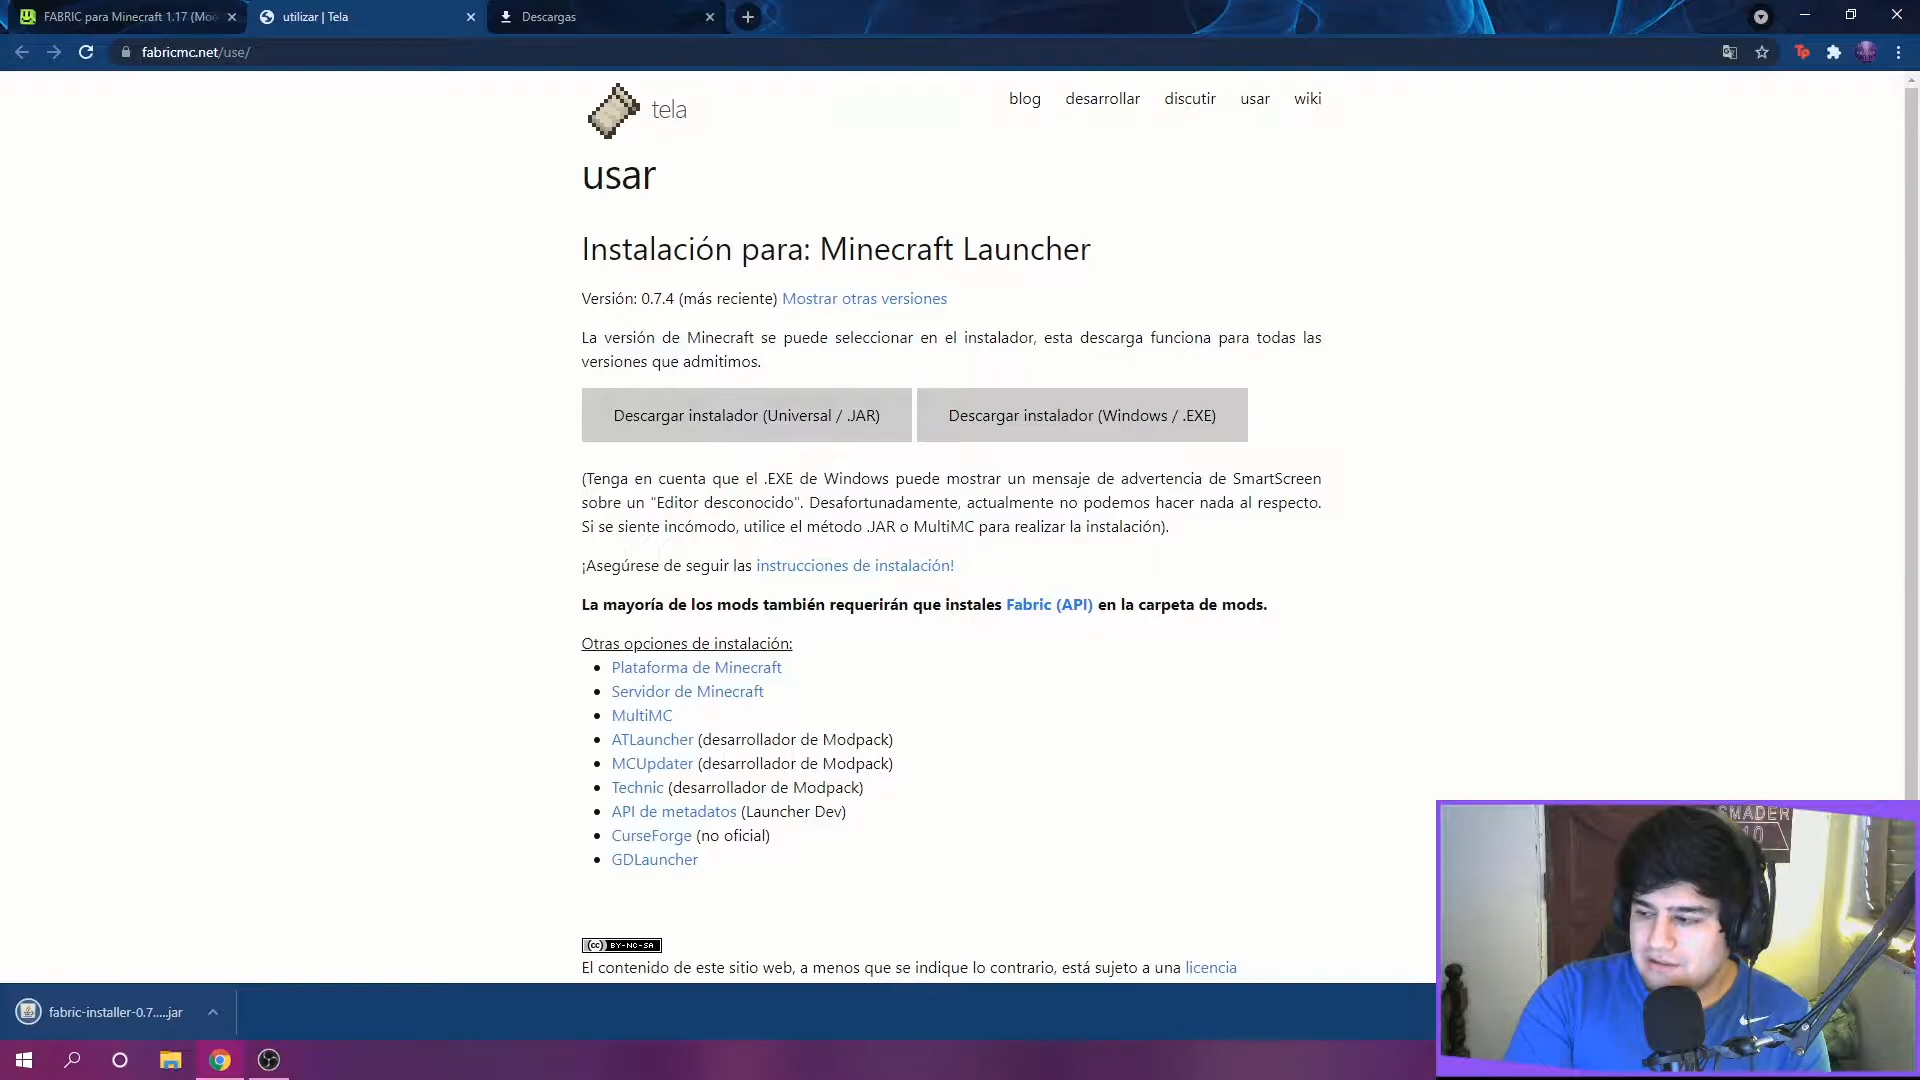 FABRIC para Minecraft 1.17 (Mo
utilizar | Tela
Descargas
fabricmc.net/use/
tela
blog desarrollar discutir usar wiki
usar
Instalación para: Minecraft Launcher
Versión: 0.7.4 (más reciente) Mostrar otras versiones
La versión de Minecraft se puede seleccionar en el instalador, esta descarga funciona para todas las
versiones que admitimos.
Descargar instalador (Universal / .JAR)
Descargar instalador (Windows / .EXE)
(Tenga en cuenta que el .EXE de Windows puede mostrar un mensaje de advertencia de SmartScreen
sobre un "Editor desconocido". Desafortunadamente, actualmente no podemos hacer nada al respecto.
Si se siente incómodo, utilice el método .JAR o MultiMC para realizar la instalación).
¡Asegúrese de seguir las instrucciones de instalación!
La mayoría de los mods también requerirán que instales Fabric (API) en la carpeta de mods.
Otras opciones de instalación:
Plataforma de Minecraft
Servidor de Minecraft
MultiMC
ATLauncher (desarrollador de Modpack)
MCUpdater (desarrollador de Modpack)
Technic (desarrollador de Modpack)
API de metadatos (Launcher Dev)
CurseForge (no oficial)
GDLauncher
(cc) BY-NC-SA
El contenido de este sitio web, a menos que se indique lo contrario, está sujeto a una licencia
fabric-installer-0.7.....jar
SMADER
10